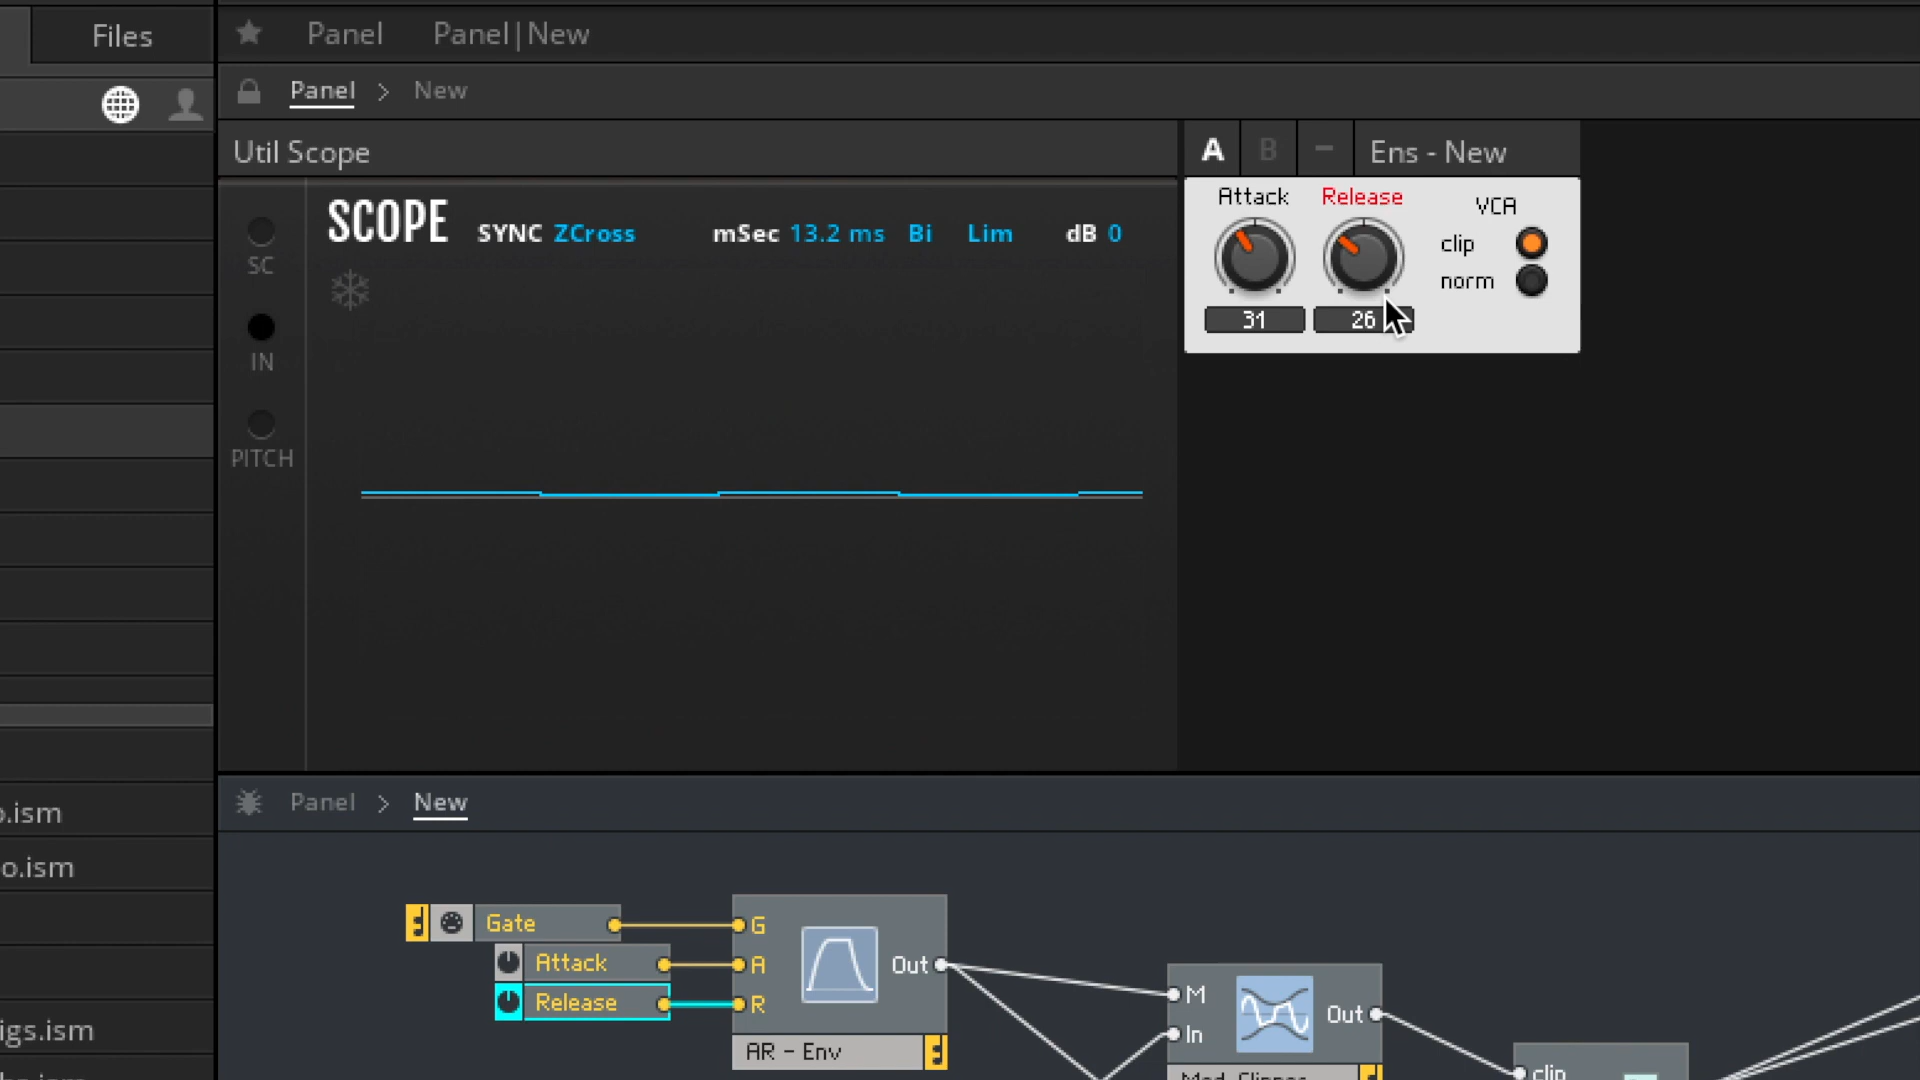 Files
Panel
Panel|New
Panel > New
Util Scope
A
B
Ens - New
SCOPE
SYNC ZCross
mSec 13.2 ms
Bi
Lim
dB 0
SC
IN
PITCH
Attack
Release
VCA
clip
norm
31
26
Panel > New
o.ism
igs.ism
Gate
Attack
Release
G
A
R
Out
AR - Env
M
In
Out
clip